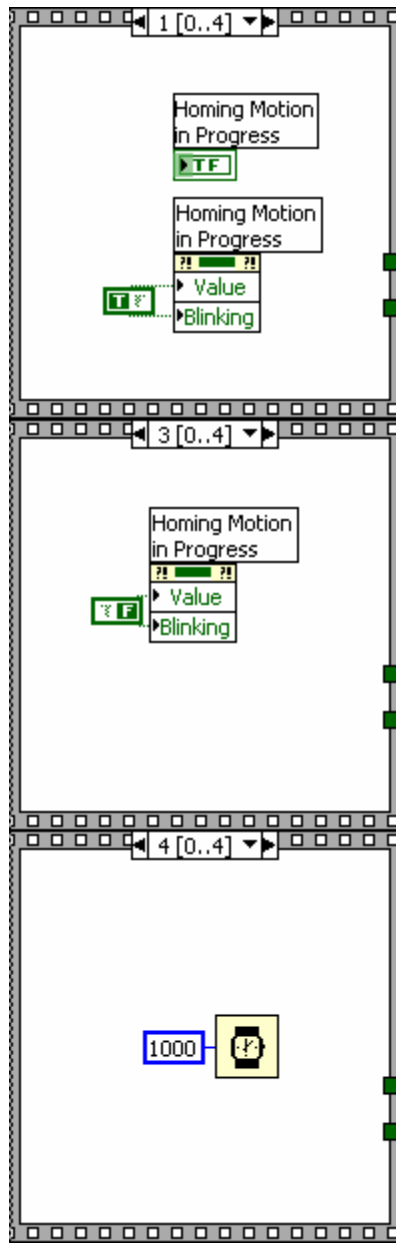 1 [0..4]
Homing Motion
in Progress
TF
Homing Motion
in Progress
?! ?!
T
Value
Blinking
3 [0..4]
Homing Motion
in Progress
?! ?!
Value
F
Blinking
4 [0..4]
1000